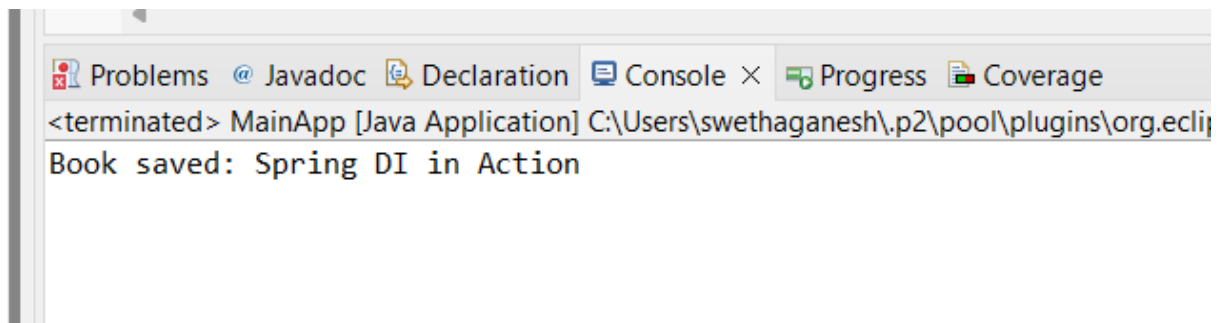 Problems @ Javadoc Declaration Console Progress Coverage
<terminated> MainApp [Java Application] C:\Users\swethaganesh\.p2\pool\plugins\org.eclip
Book saved: Spring DI in Action